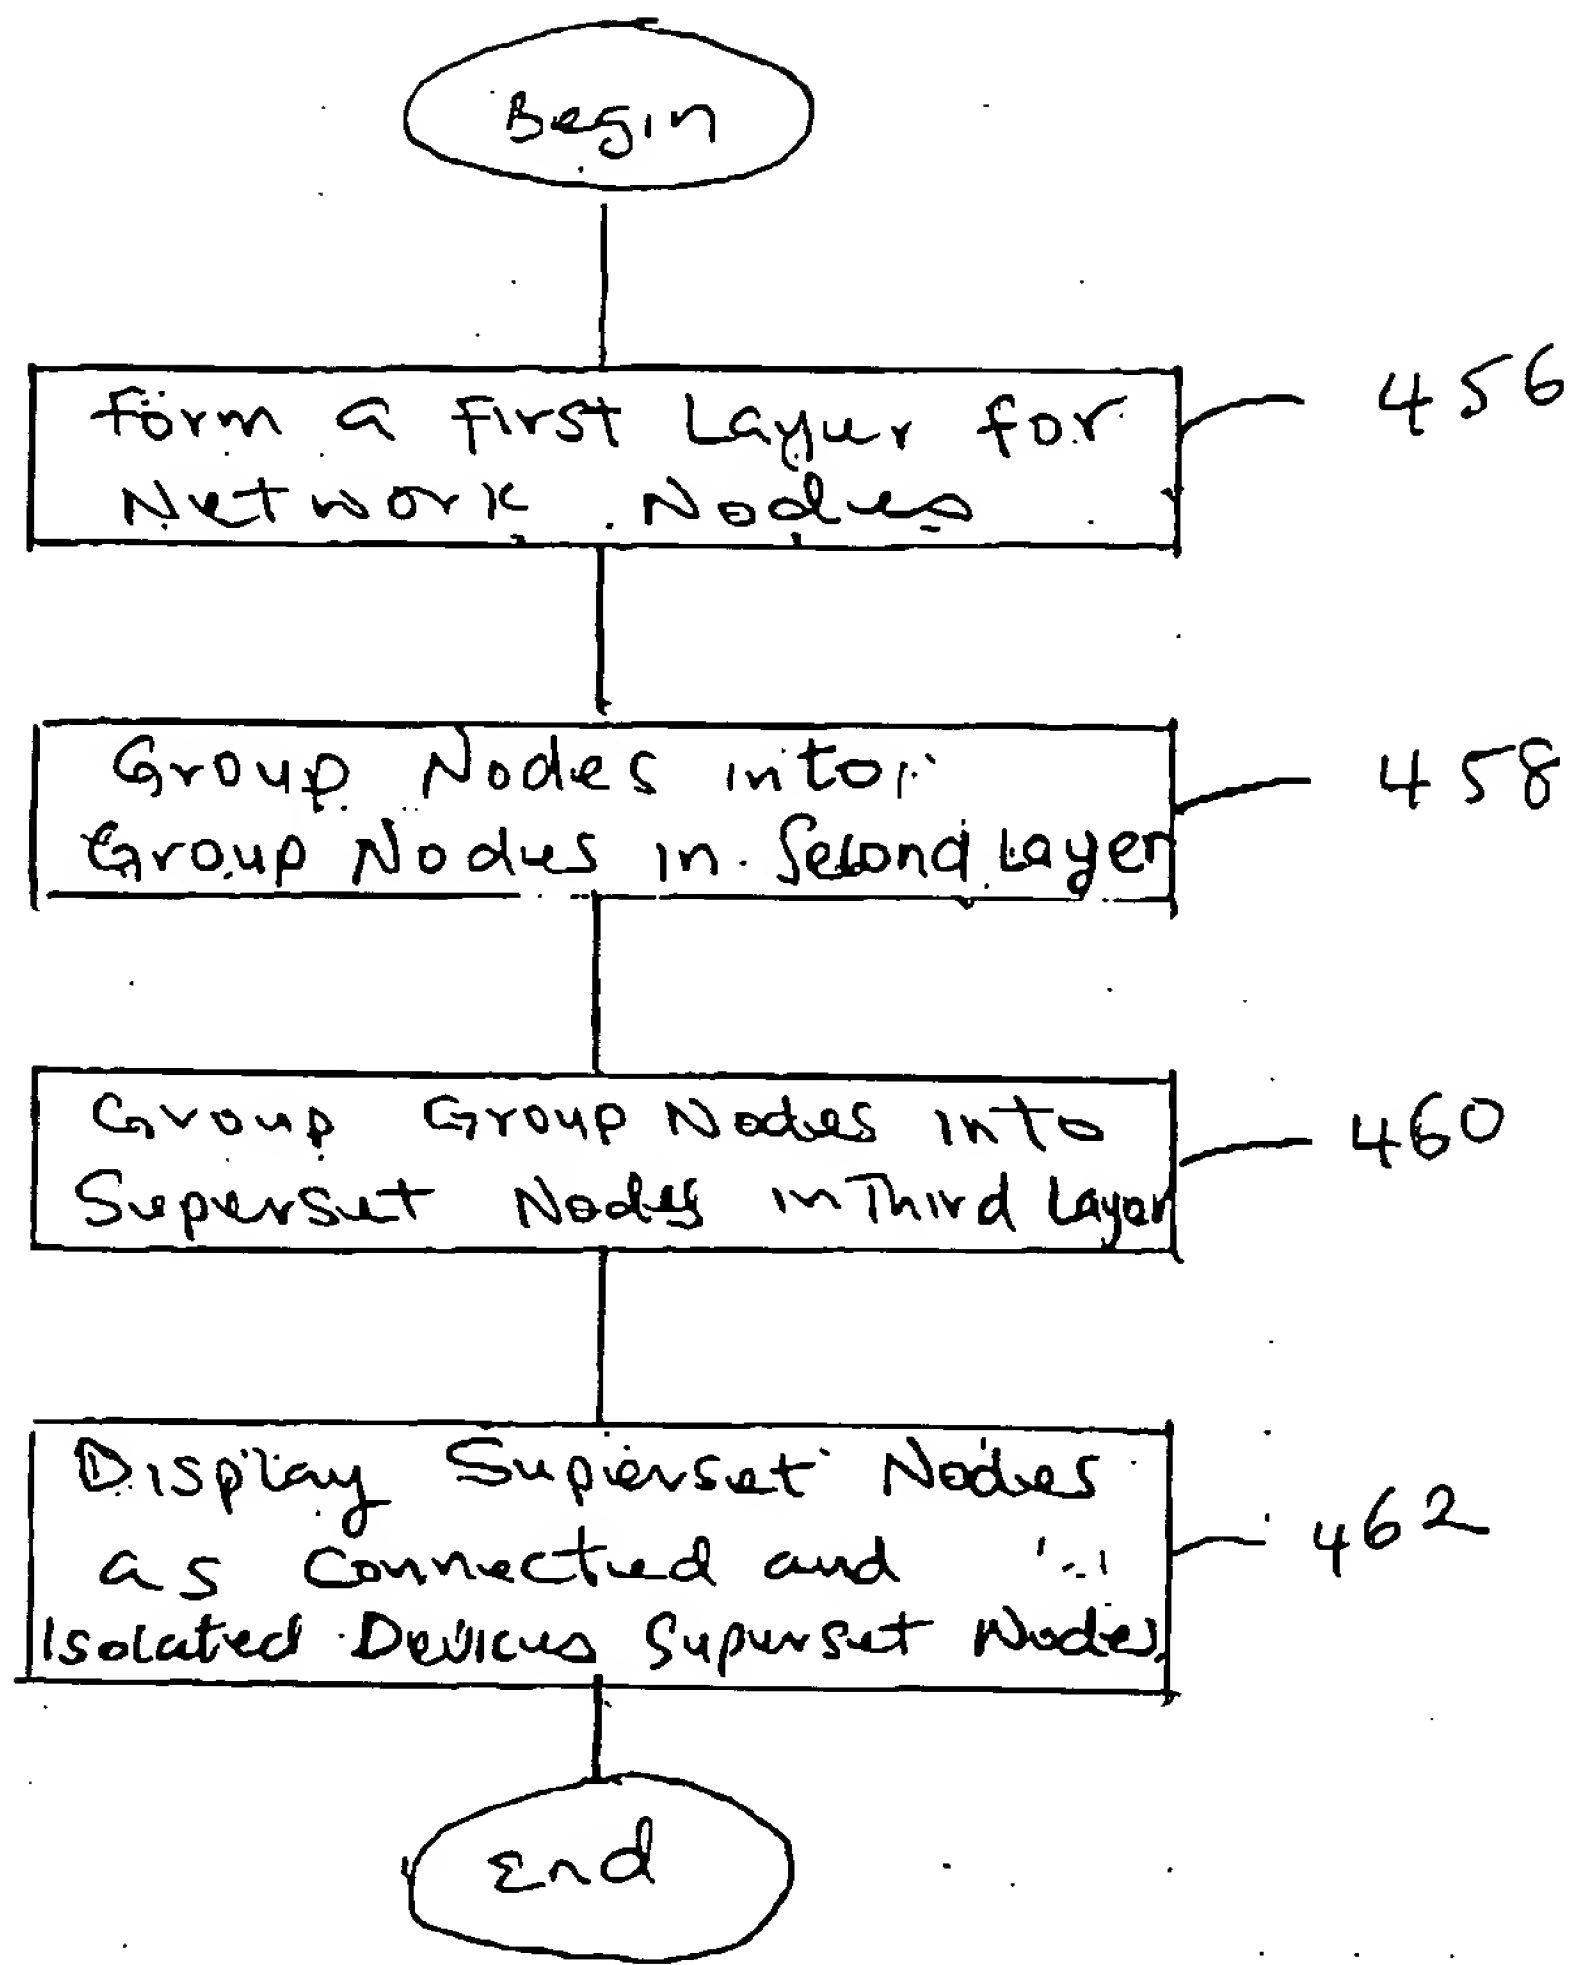 Begin
Form a First Layer for
Network Nodes
456
Group Nodes into
Group Nodes in Second Layer
458
Group Group Nodes into
Superset Nodes in Third Layer
460
Display Superset Nodes
as Connected and
Isolated Devices Superset Nodes
462
End